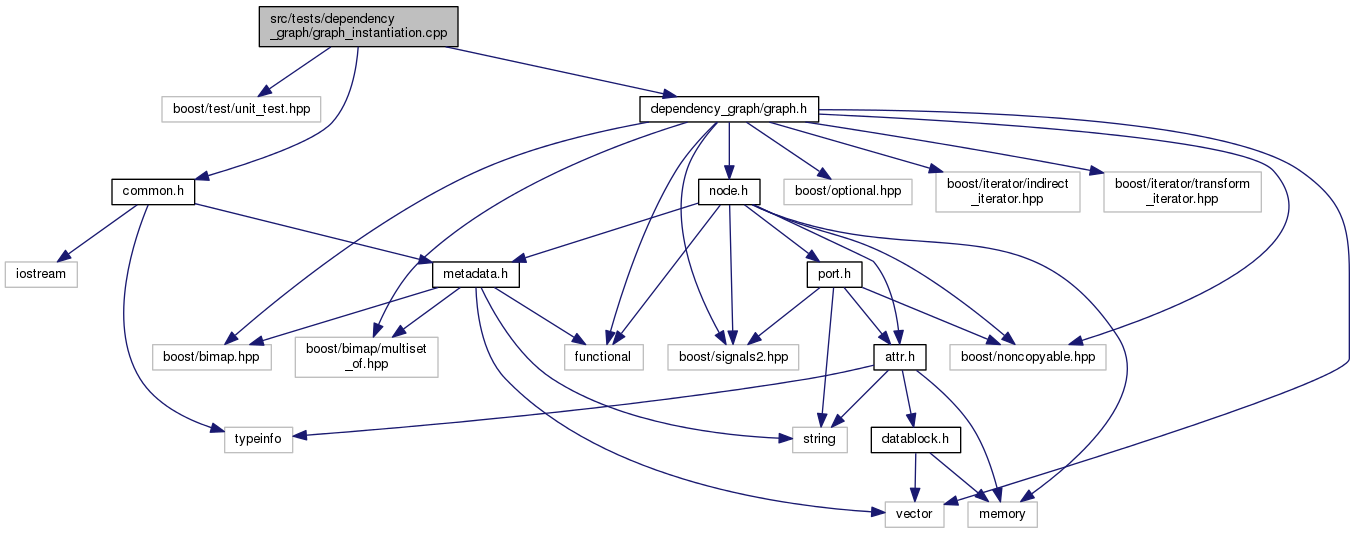 src/tests/dependency
_graph/graph_instantiation.cpp
boost/test/unit_test.hpp
dependency_graph/graph.h
common.h
node.h
boost/optional.hpp
boost/iterator/indirect
_iterator.hpp
boost/iterator/transform
_iterator.hpp
iostream
metadata.h
port.h
boost/bimap.hpp
boost/bimap/multiset
_of.hpp
functional
boost/signals2.hpp
attr.h
boost/noncopyable.hpp
typeinfo
string
datablock.h
vector
memory